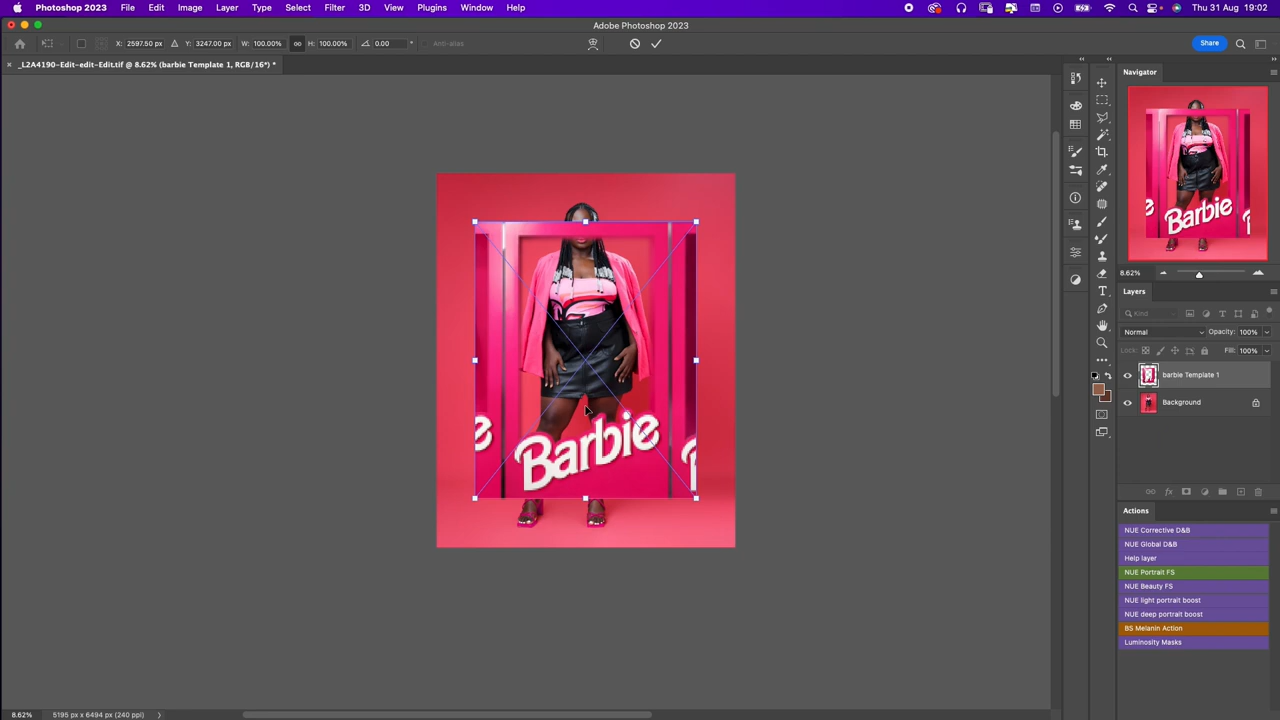 Photoshop 2023 File Edit Image Layer Type Select Filter 3D View Plugins Window Help Thu 31 Aug 19:02
Adobe Photoshop 2023
X: 2597.50 px Y: 3247.00 px W: 100.00% H: 100.00% 0.00 ° Anti-alias Share
_L2A4190-Edit-edit-Edit.tif @ 8.62% (barbie Template 1, RGB/16*) *
Navigator
Barbie
8.62%
Layers
Kind
Normal Opacity: 100%
Lock: Fill: 100%
barbie Template 1
Background
Barbie
Actions
NUE Corrective D&B
NUE Global D&B
Help layer
NUE Portrait FS
NUE Beauty FS
NUE light portrait boost
NUE deep portrait boost
BS Melanin Action
Luminosity Masks
8.62% 5195 px x 6494 px (240 ppi)